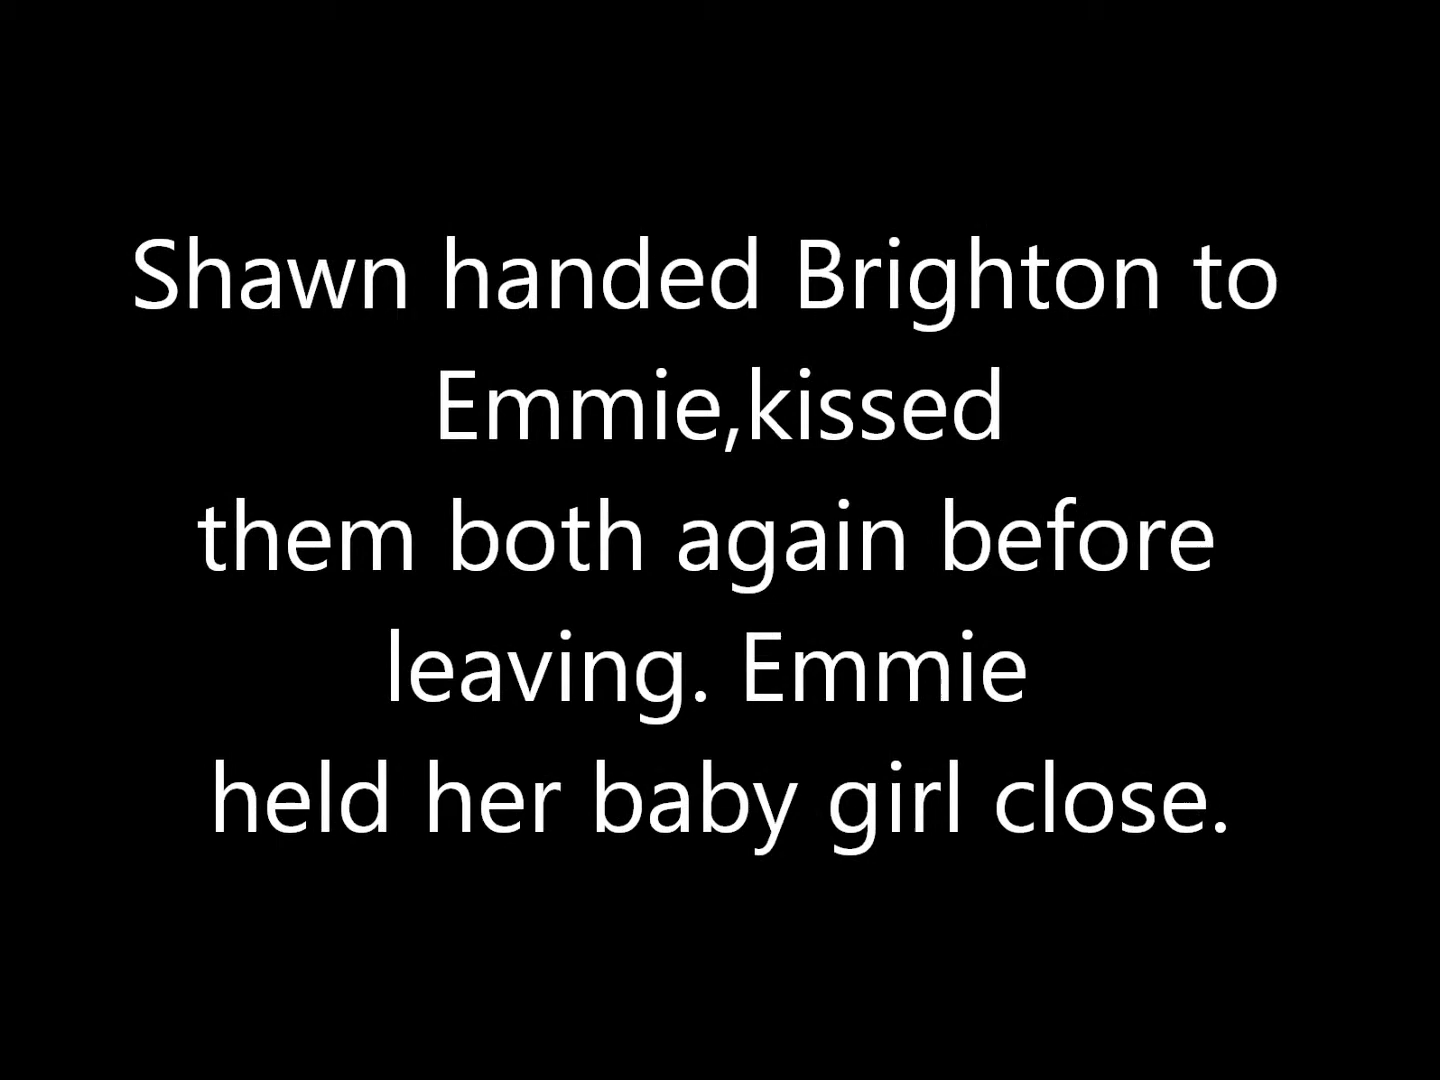 Shawn handed Brighton to
Emmie,kissed
them both again before
leaving. Emmie
held her baby girl close.